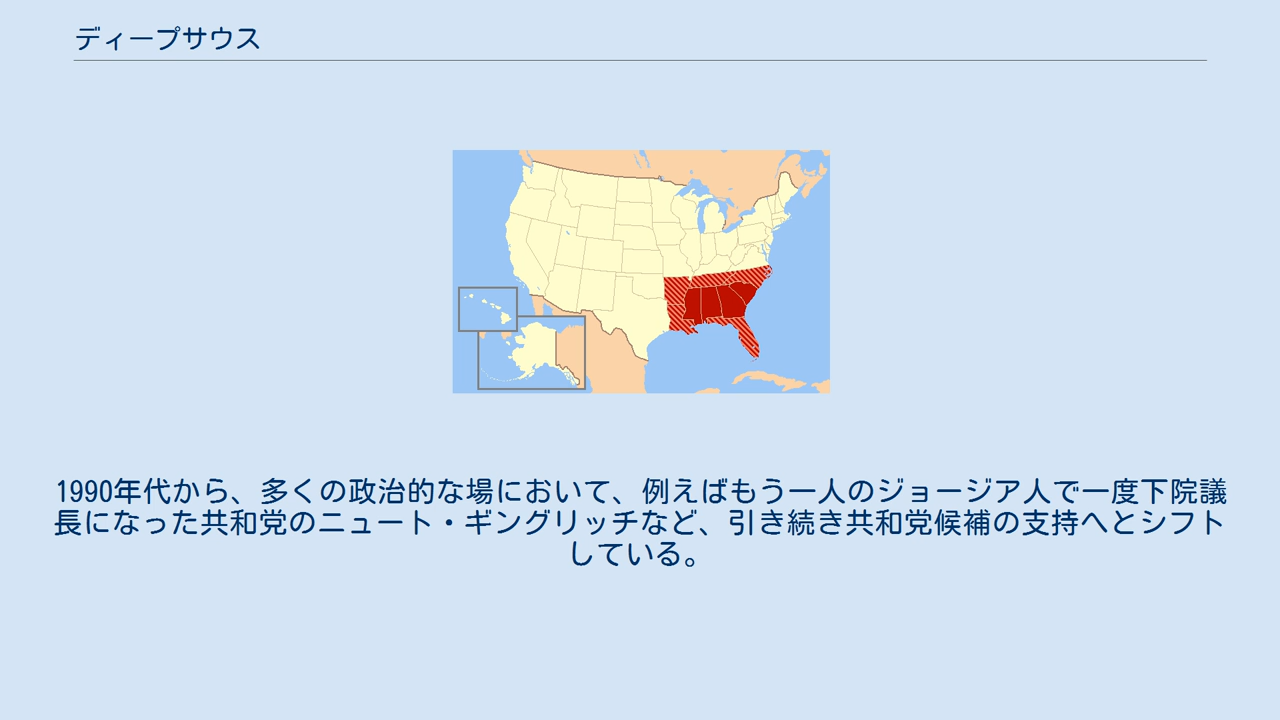 ディープサウス
1990年代から、多くの政治的な場において、例えばもう一人のジョージア人で一度下院議
長になった共和党のニュート・ギングリッチなど、引き続き共和党候補の支持へとシフト
している。